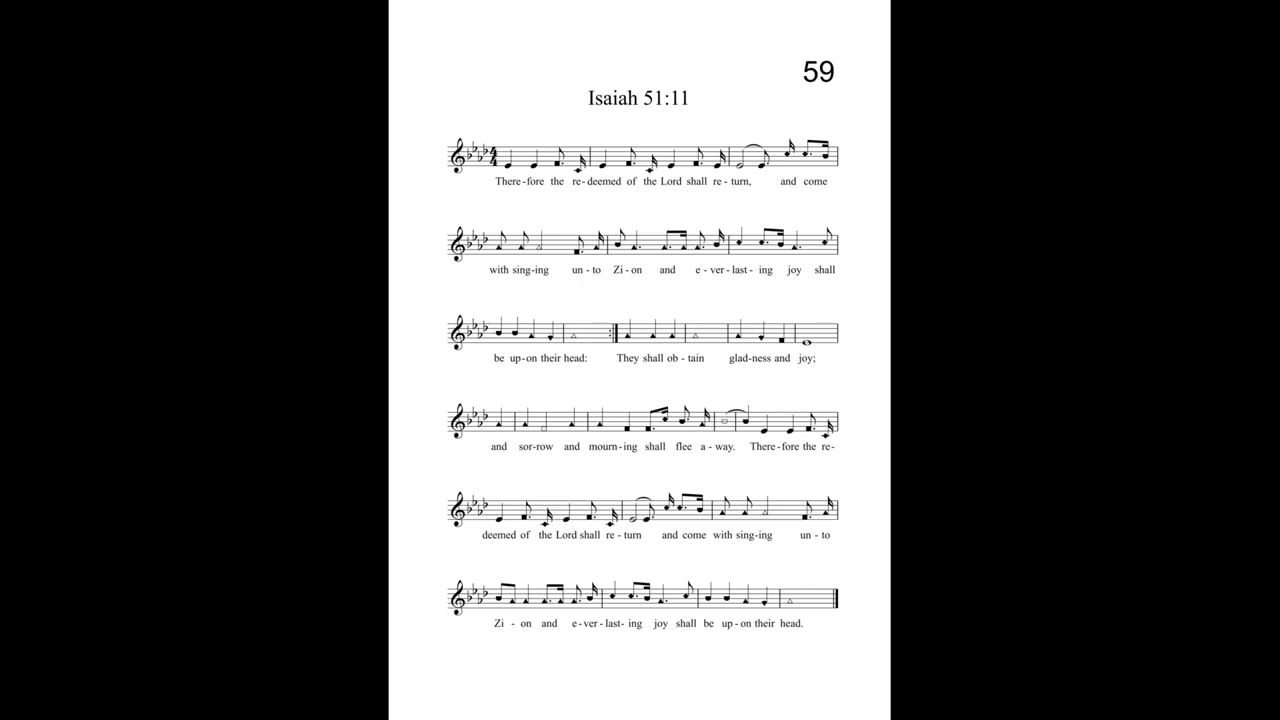 59
Isaiah 51:11
There-fore the re-deemed of the Lord shall re-turn, and come
with sing-ing un-to Zi-on and e-ver-last-ing joy shall
be up-on their head: They shall ob-tain glad-ness and joy;
and sor-row and mourn-ing shall flee a-way. There-fore the re-
deemed of the Lord shall re-turn and come with sing-ing un-to
Zi-on and e-ver-last-ing joy shall be up-on their head.